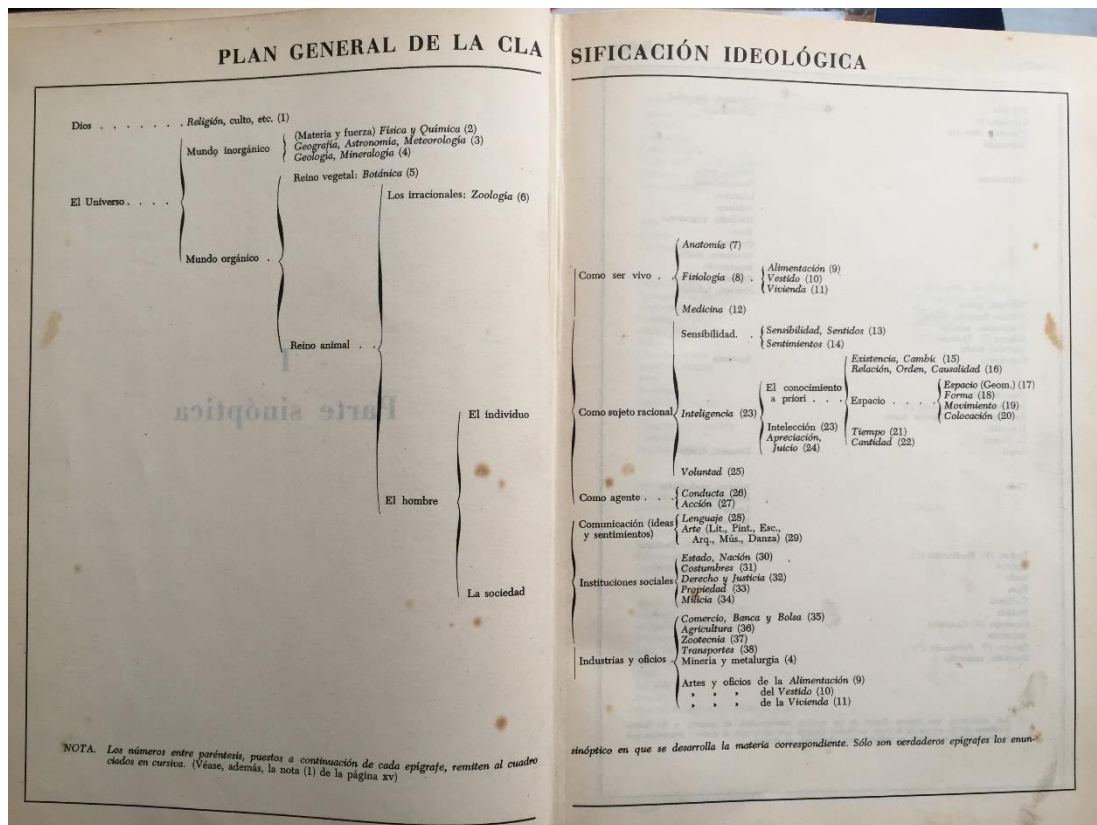 PLAN GENERAL DE LA CLASIFICACIÓN IDEOLÓGICA
Dios . . . . . . . Religión, culto, etc. (1)
El Universo . . . .
Mundo inorgánico
(Materia y fuerza) Física y Química (2)
Geografía, Astronomía, Meteorología (3)
Geología, Mineralogía (4)
Mundo orgánico .
Reino vegetal: Botánica (5)
Reino animal . .
Los irracionales: Zoología (6)
El hombre
El individuo
La sociedad
Como ser vivo . .
Anatomía (7)
Fisiología (8) .
Alimentación (9)
Vestido (10)
Vivienda (11)
Medicina (12)
Como sujeto racional
Sensibilidad. .
Sensibilidad, Sentidos (13)
Sentimientos (14)
Inteligencia (23)
El conocimiento
a priori . . .
Existencia, Cambic (15)
Relación, Orden, Causalidad (16)
Espacio . . . .
Espacio (Geom.) (17)
Forma (18)
Movimiento (19)
Colocación (20)
Tiempo (21)
Cantidad (22)
Intelección (23)
Apreciación,
Juicio (24)
Voluntad (25)
Como agente . . .
Conducta (26)
Acción (27)
Comunicación (ideas
y sentimientos)
Lenguaje (28)
Arte (Lit., Pint., Esc.,
Arq., Mús., Danza) (29)
Instituciones sociales
Estado, Nación (30)
Costumbres (31)
Derecho y Justicia (32)
Propiedad (33)
Milicia (34)
Industrias y oficios .
Comercio, Banca y Bolsa (35)
Agricultura (36)
Zootecnia (37)
Transportes (38)
Minería y metalurgia (4)
Artes y oficios de la Alimentación (9)
» » » del Vestido (10)
» » » de la Vivienda (11)
NOTA. Los números entre paréntesis, puestos a continuación de cada epígrafe, remiten al cuadro sinóptico en que se desarrolla la materia correspondiente. Sólo son verdaderos epígrafes los enun-
ciados en cursiva. (Véase, además, la nota (1) de la página xv)
Parte sinóptica